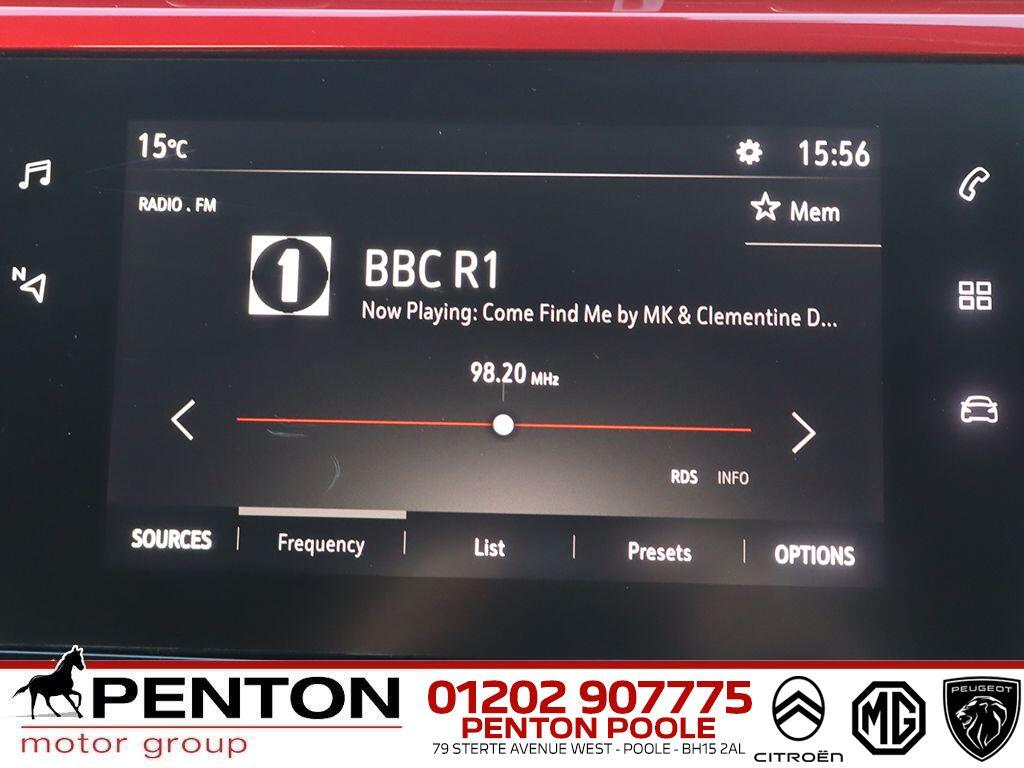 15°C
15:56
RADIO . FM
Mem
1
BBC R1
Now Playing: Come Find Me by MK & Clementine D...
98.20 MHz
RDS INFO
SOURCES Frequency List Presets OPTIONS
N
PENTON
motor group
01202 907775
PENTON POOLE
79 STERTE AVENUE WEST - POOLE - BH15 2AL
CITROËN
MG
PEUGEOT